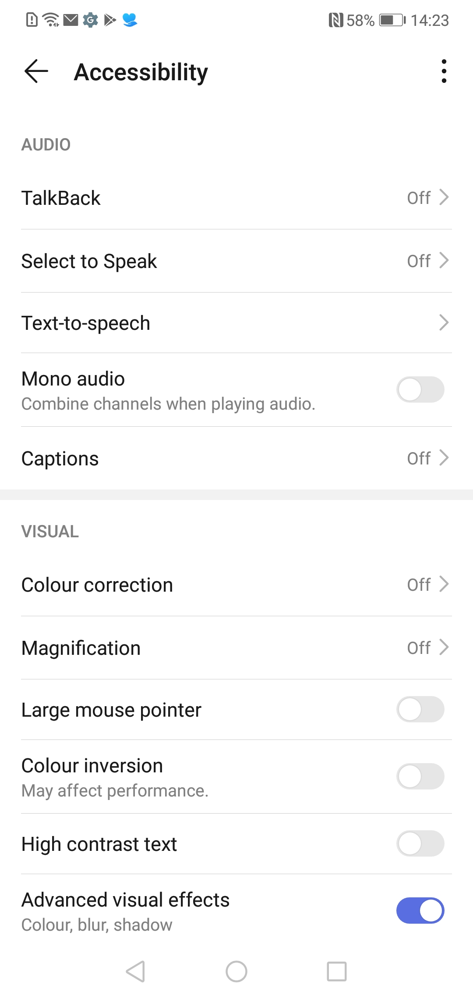 58% 14:23
Accessibility
AUDIO
TalkBack Off
Select to Speak Off
Text-to-speech
Mono audio
Combine channels when playing audio.
Captions Off
VISUAL
Colour correction Off
Magnification Off
Large mouse pointer
Colour inversion
May affect performance.
High contrast text
Advanced visual effects
Colour, blur, shadow